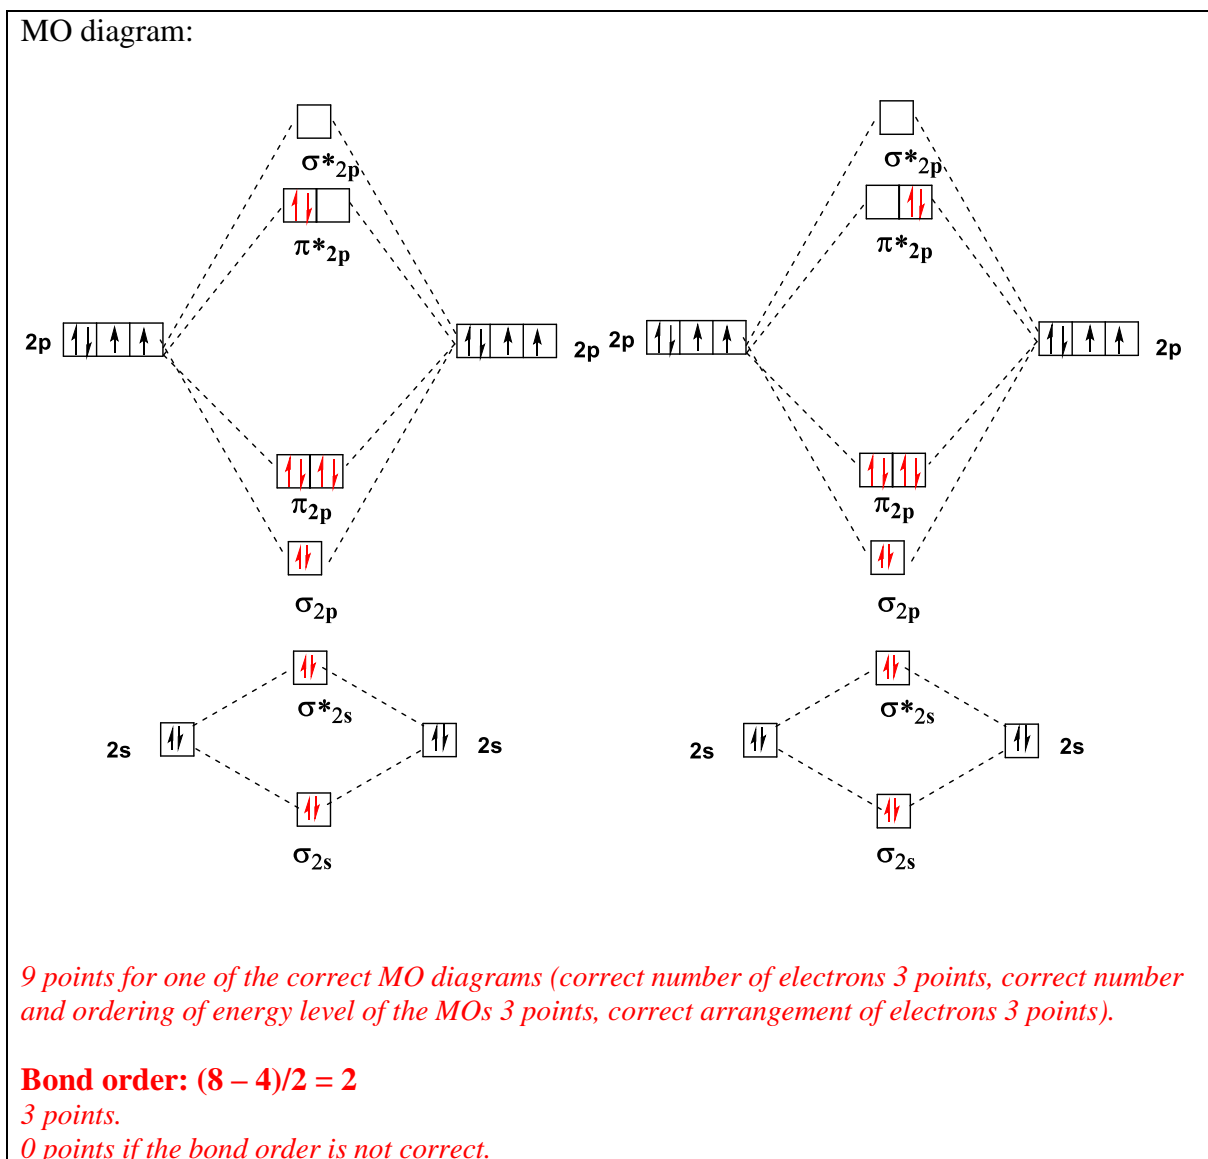 MO diagram:
σ*2p σ*2p
π*2p π*2p
2p 2p 2p 2p
π2p π2p
σ2p σ2p
σ*2s σ*2s
2s 2s 2s 2s
σ2s σ2s
9 points for one of the correct MO diagrams (correct number of electrons 3 points, correct number
and ordering of energy level of the MOs 3 points, correct arrangement of electrons 3 points).
Bond order: (8 – 4)/2 = 2
3 points.
0 points if the bond order is not correct.